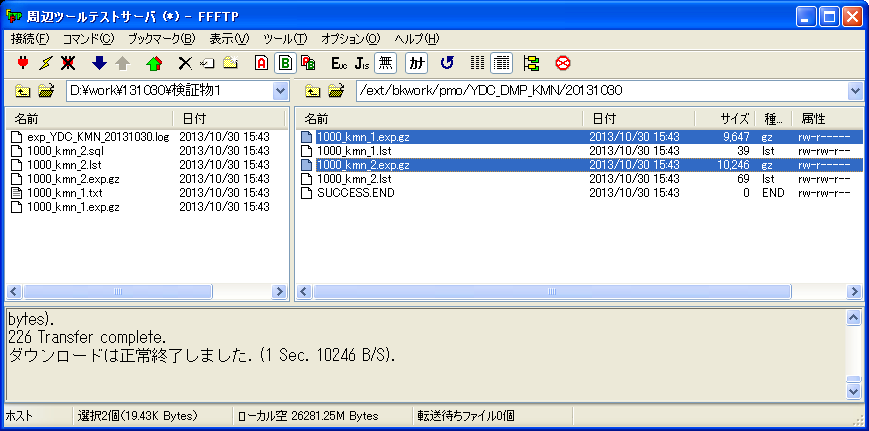 周辺ツールテストサーバ (*) - FFFTP
接続(F) コマンド(C) ブックマーク(B) 表示(V) ツール(T) オプション(O) ヘルプ(H)
A B B Euc JIS 無 カナ
D:¥work¥131030¥検証物1
/ext/bkwork/pmo/YDC_DMP_KMN/20131030
名前 日付
exp_YDC_KMN_20131030.log 2013/10/30 15:43
1000_kmn_2.sql 2013/10/30 15:43
1000_kmn_2.lst 2013/10/30 15:43
1000_kmn_2.exp.gz 2013/10/30 15:43
1000_kmn_1.txt 2013/10/30 15:43
1000_kmn_1.exp.gz 2013/10/30 15:43
名前 日付 サイズ 種... 属性
1000_kmn_1.exp.gz 2013/10/30 15:43 9,647 gz rw-r-----
1000_kmn_1.lst 2013/10/30 15:43 39 lst rw-rw-r--
1000_kmn_2.exp.gz 2013/10/30 15:43 10,246 gz rw-r-----
1000_kmn_2.lst 2013/10/30 15:43 69 lst rw-rw-r--
SUCCESS.END 2013/10/30 15:43 0 END rw-rw-r--
bytes).
226 Transfer complete.
ダウンロードは正常終了しました. (1 Sec. 10246 B/S).
ホスト 選択2個(19.43K Bytes) ローカル空 26281.25M Bytes 転送待ちファイル0個